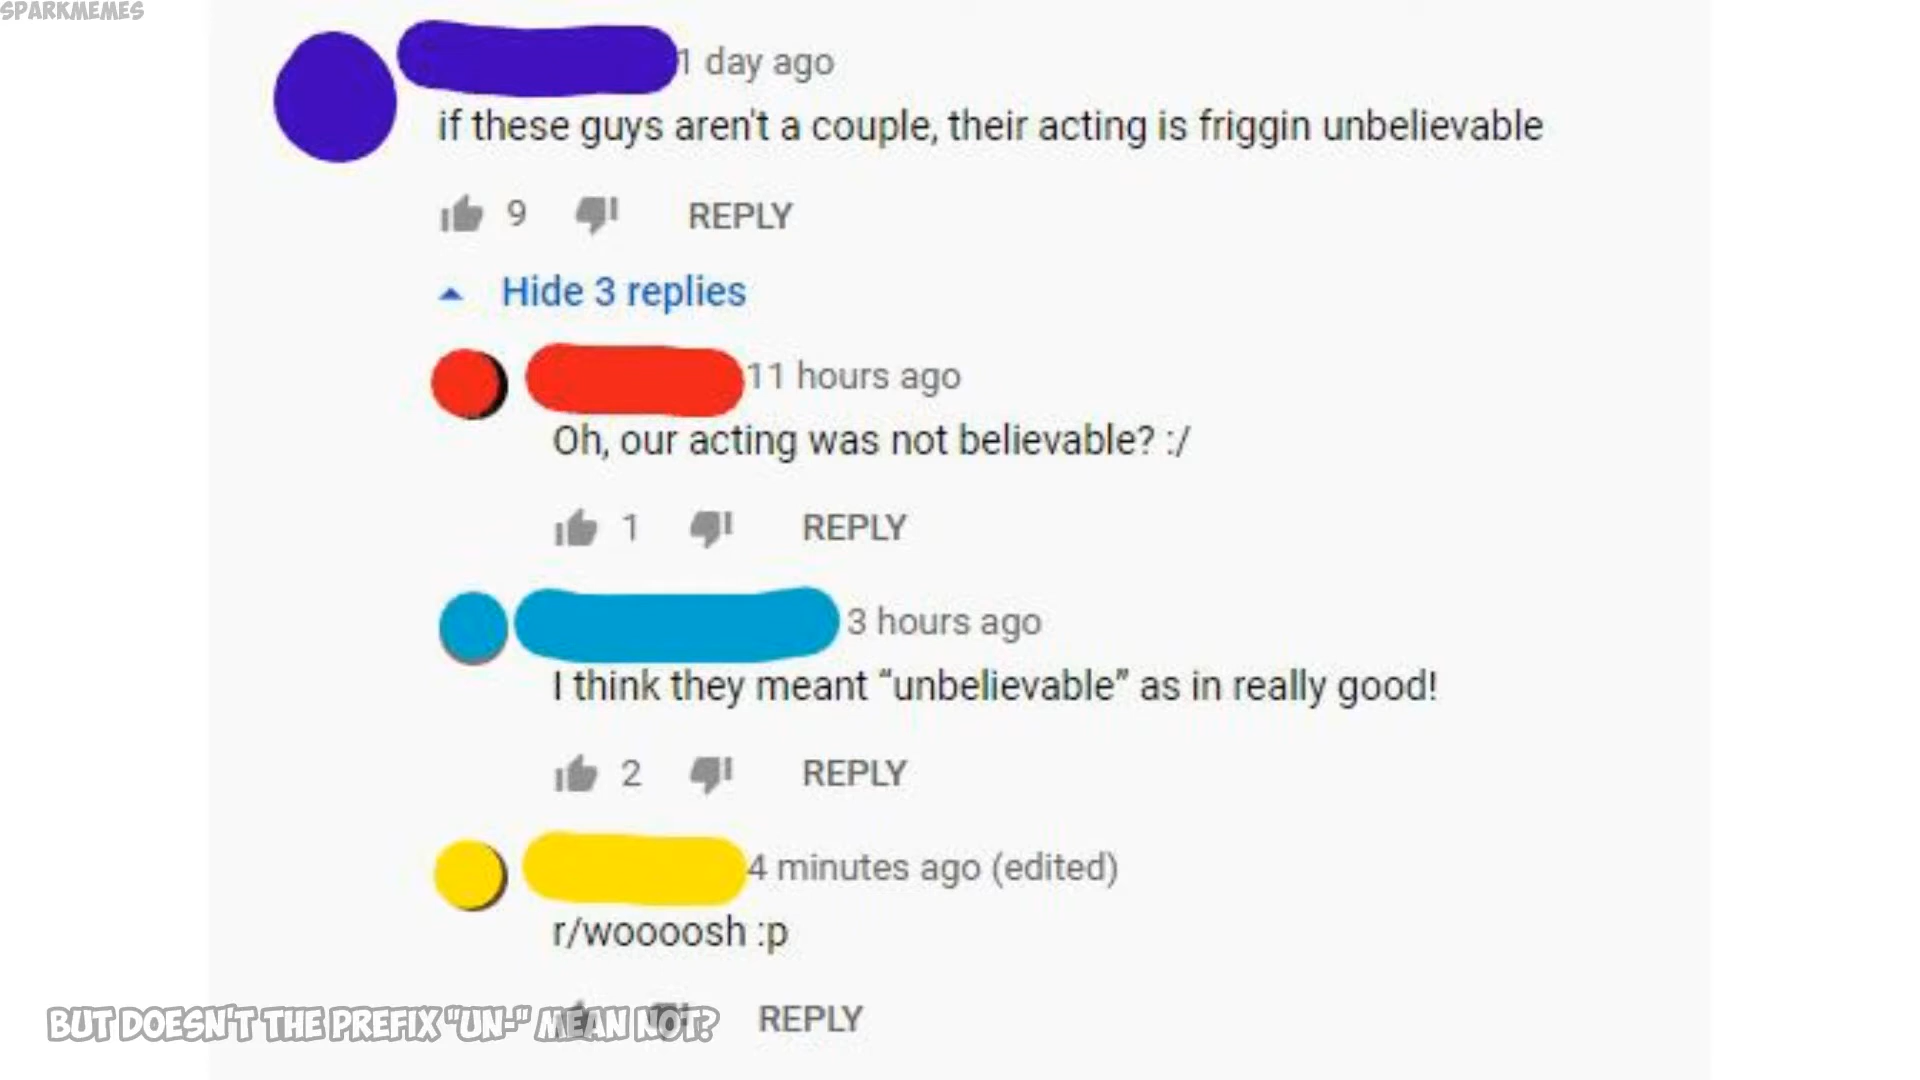 SPARKMEMES
1 day ago
if these guys aren't a couple, their acting is friggin unbelievable
9 REPLY
Hide 3 replies
11 hours ago
Oh, our acting was not believable? :/
1 REPLY
3 hours ago
I think they meant “unbelievable” as in really good!
2 REPLY
4 minutes ago (edited)
r/woooosh :p
BUT DOESN'T THE PREFIX "UN-" MEAN NOT? REPLY